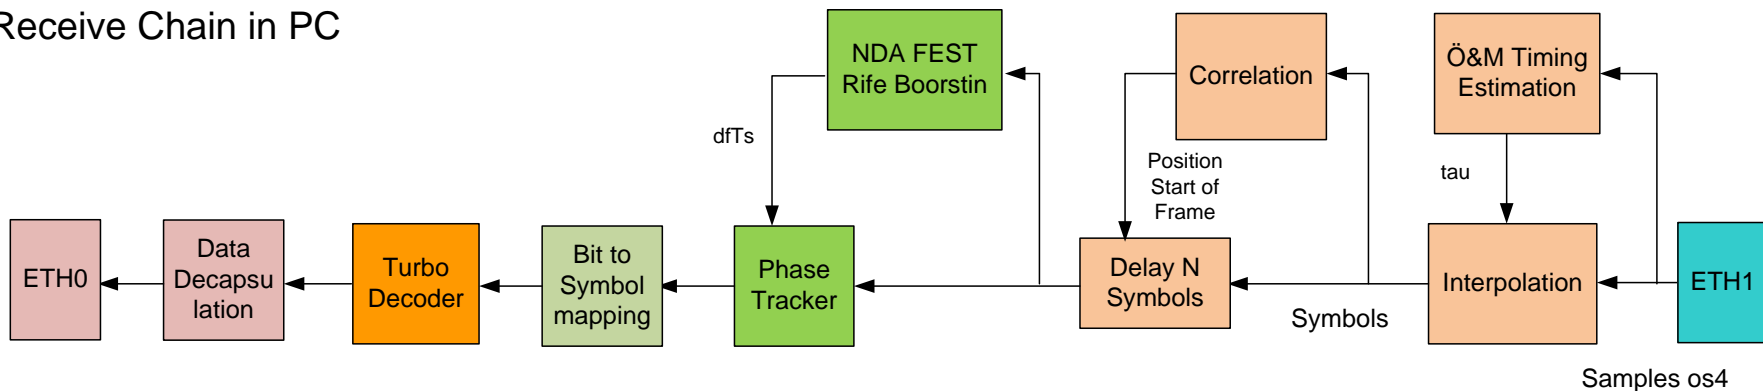 Receive Chain in PC
NDA FEST
Rife Boorstin
Correlation
Ö&M Timing
Estimation
dfTs
Position
Start of
Frame
tau
ETH0
Data
Decapsu
lation
Turbo
Decoder
Bit to
Symbol
mapping
Phase
Tracker
Delay N
Symbols
Symbols
Interpolation
ETH1
Samples os4